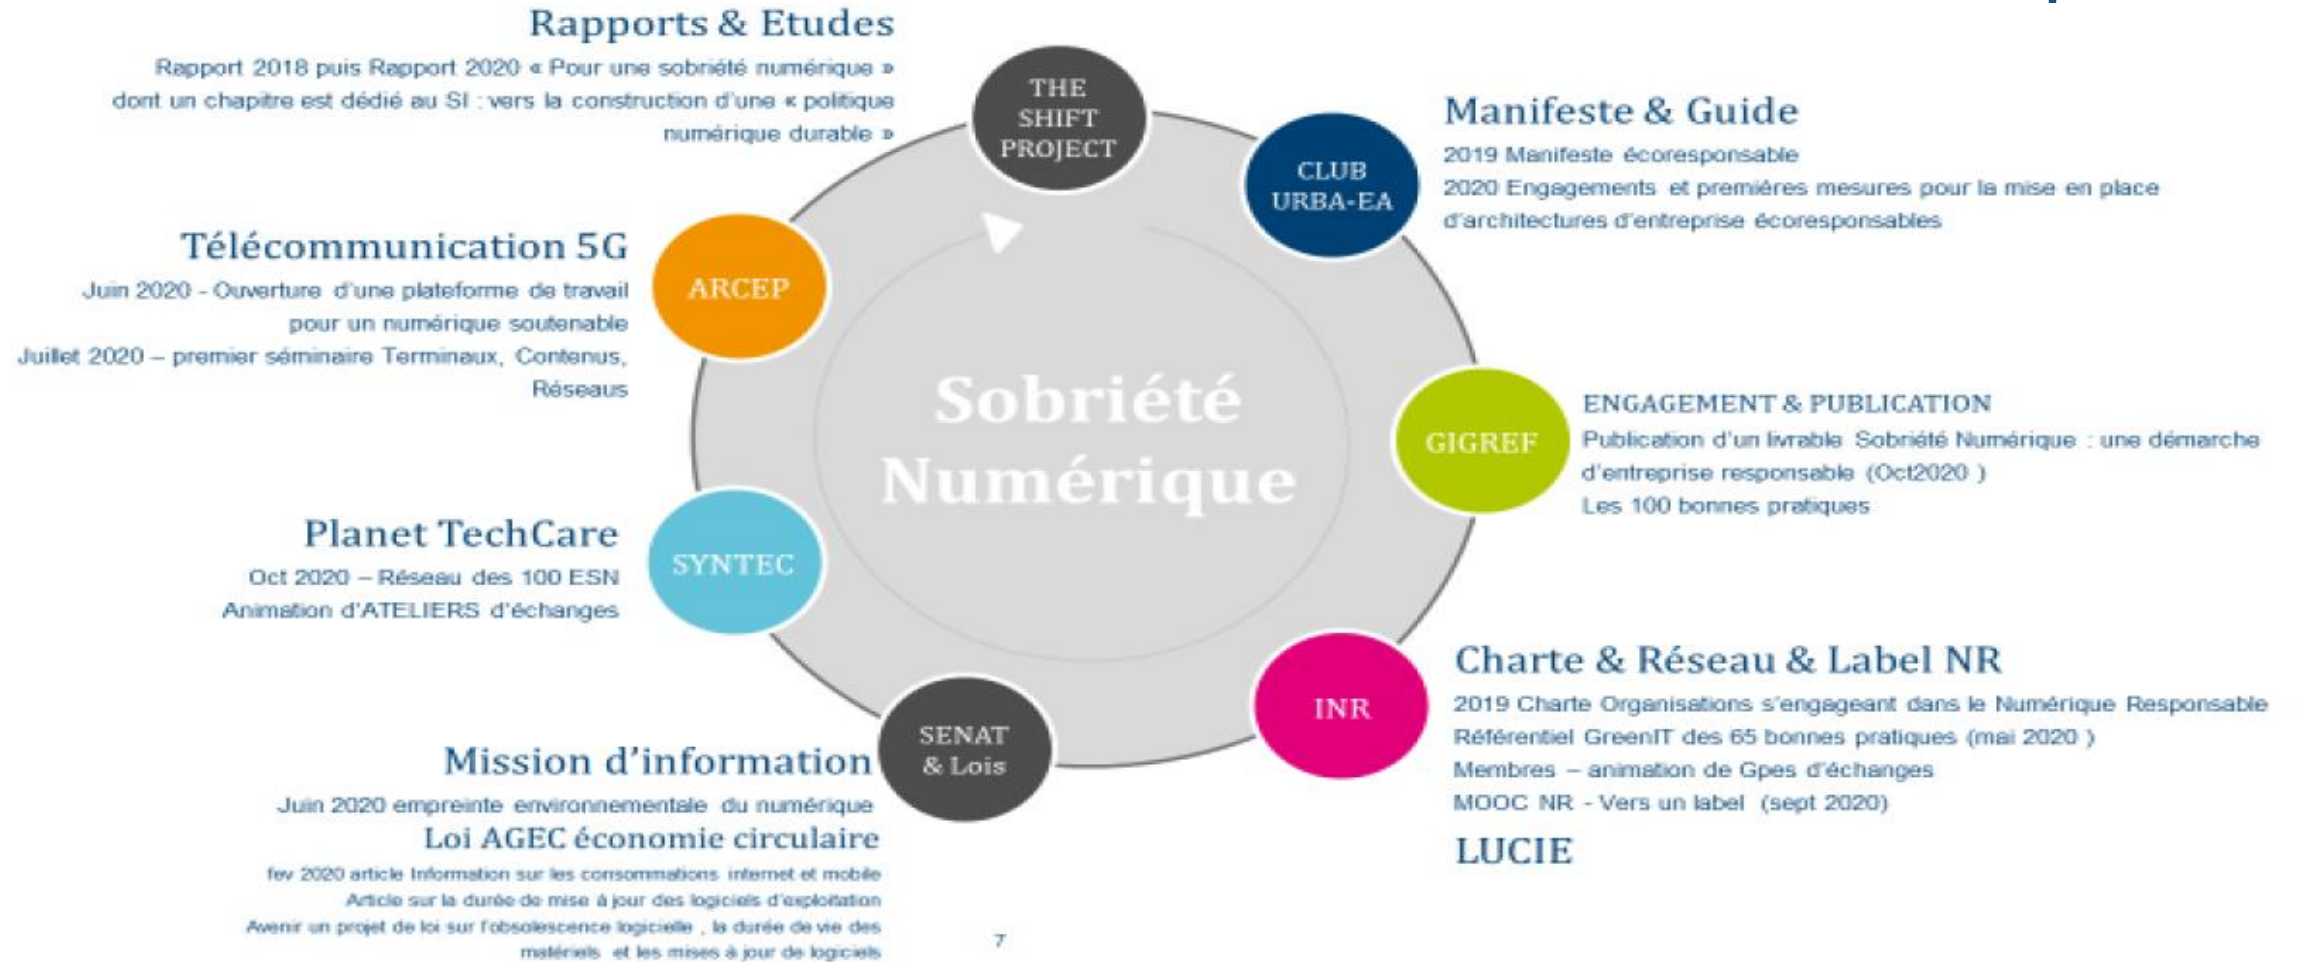 Rapports & Etudes
Rapport 2018 puis Rapport 2020 « Pour une sobriété numérique »
dont un chapitre est dédié au SI : vers la construction d'une « politique
numérique durable »
THE
SHIFT
PROJECT
CLUB
URBA-EA
Manifeste & Guide
2019 Manifeste écoresponsable
2020 Engagements et premières mesures pour la mise en place
d'architectures d'entreprise écoresponsables
Télécommunication 5G
Juin 2020 - Ouverture d'une plateforme de travail
pour un numérique soutenable
Juillet 2020 – premier séminaire Terminaux, Contenus,
Réseaus
ARCEP
Sobriété
Numérique
GIGREF
ENGAGEMENT & PUBLICATION
Publication d'un livrable Sobriété Numérique : une démarche
d'entreprise responsable (Oct2020 )
Les 100 bonnes pratiques
Planet TechCare
Oct 2020 – Réseau des 100 ESN
Animation d'ATELIERS d'échanges
SYNTEC
INR
Charte & Réseau & Label NR
2019 Charte Organisations s'engageant dans le Numérique Responsable
Référentiel GreenIT des 65 bonnes pratiques (mai 2020 )
Membres – animation de Gpes d'échanges
MOOC NR - Vers un label (sept 2020)
LUCIE
SENAT
& Lois
Mission d'information
Juin 2020 empreinte environnementale du numérique
Loi AGEC économie circulaire
fev 2020 article Information sur les consommations internet et mobile
Article sur la durée de mise à jour des logiciels d'exploitation
Avenir un projet de loi sur l'obsolescence logicielle , la durée de vie des
matériels et les mises à jour de logiciels
7